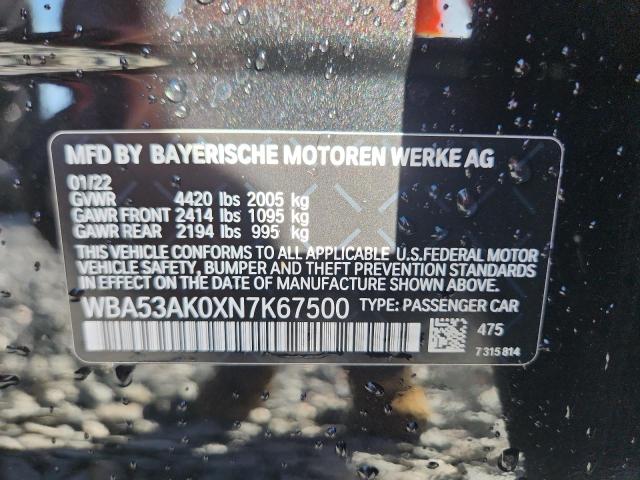 MFD BY BAYERISCHE MOTOREN WERKE AG
01/22
GVWR 4420 lbs 2005 kg
GAWR FRONT 2414 lbs 1095 kg
GAWR REAR 2194 lbs 995 kg
THIS VEHICLE CONFORMS TO ALL APPLICABLE U.S.FEDERAL MOTOR
VEHICLE SAFETY, BUMPER AND THEFT PREVENTION STANDARDS
IN EFFECT ON THE DATE OF MANUFACTURE SHOWN ABOVE.
WBA53AK0XN7K67500 TYPE: PASSENGER CAR
475
7 315 814